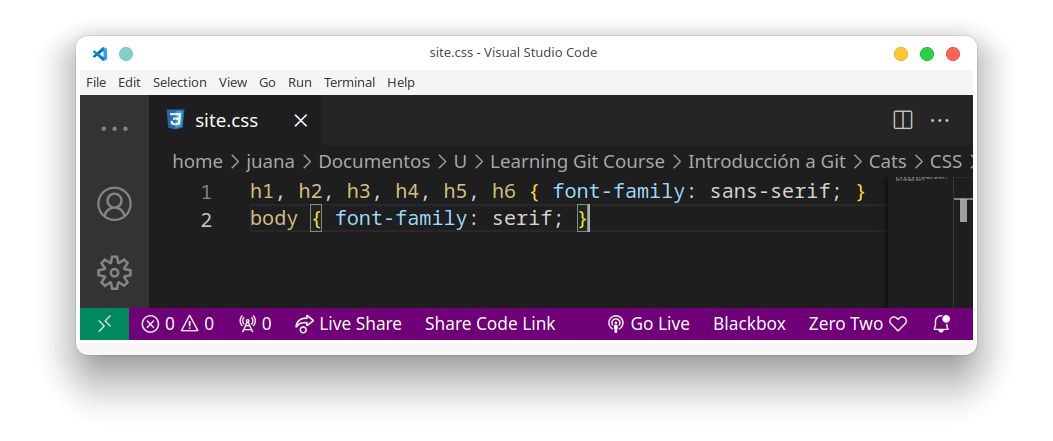 site.css - Visual Studio Code
File Edit Selection View Go Run Terminal Help
site.css
home > juana > Documentos > U > Learning Git Course > Introducción a Git > Cats > CSS >
1 h1, h2, h3, h4, h5, h6 { font-family: sans-serif; }
2 body { font-family: serif; }
0 0 0 Live Share Share Code Link Go Live Blackbox Zero Two